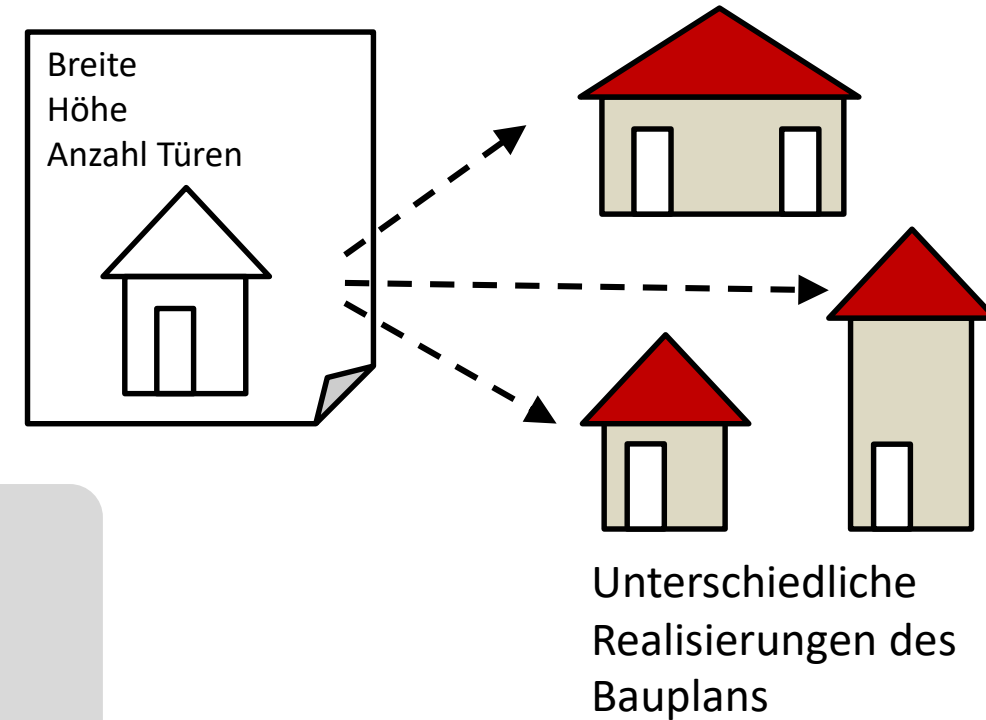 Breite
Höhe
Anzahl Türen
Unterschiedliche
Realisierungen des
Bauplans